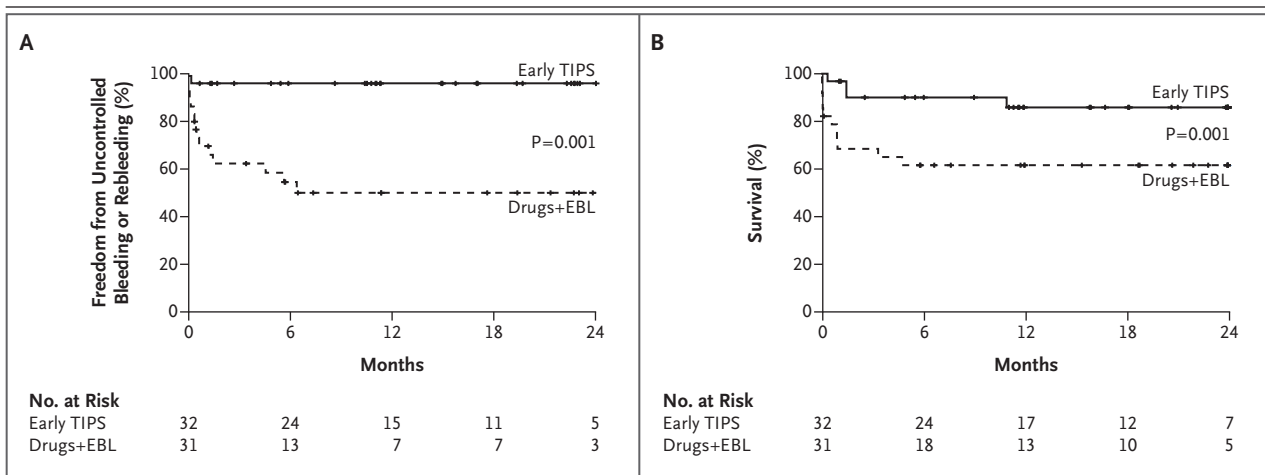 A
Freedom from Uncontrolled
Bleeding or Rebleeding (%)
100
80
60
40
20
0
0 6 12 18 24
Months
Early TIPS
P=0.001
Drugs+EBL
No. at Risk
Early TIPS 32 24 15 11 5
Drugs+EBL 31 13 7 7 3
B
Survival (%)
100
80
60
40
20
0
0 6 12 18 24
Months
Early TIPS
P=0.001
Drugs+EBL
No. at Risk
Early TIPS 32 24 17 12 7
Drugs+EBL 31 18 13 10 5